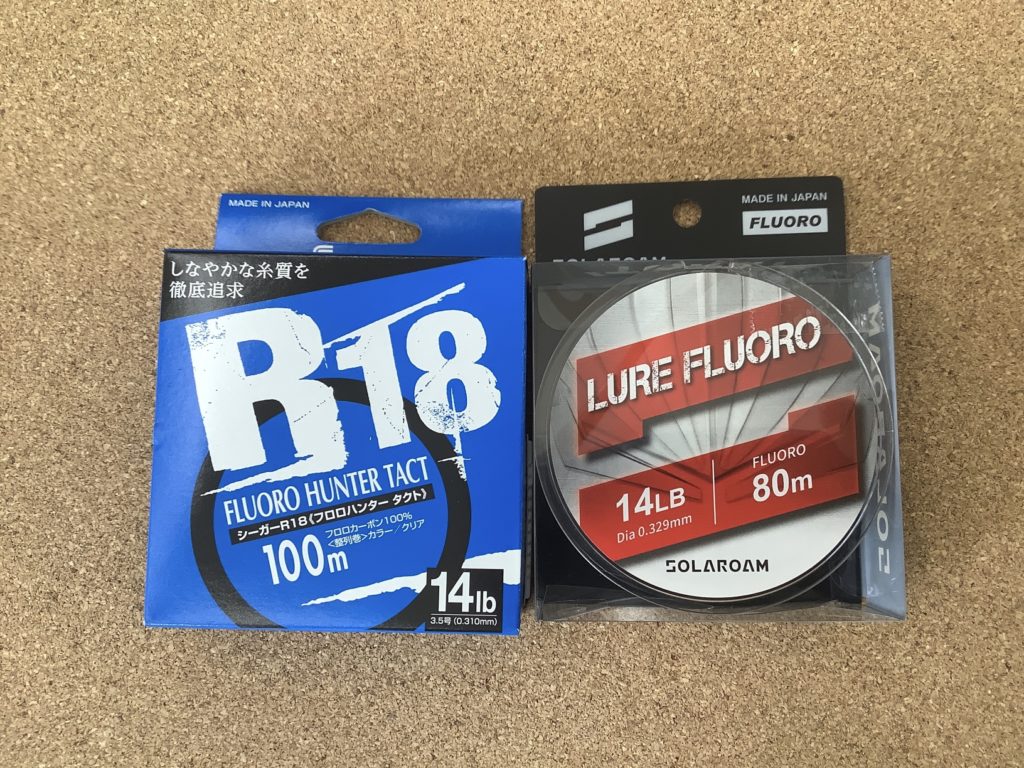 MADE IN JAPAN
しなやかな糸質を
徹底追求
R18
FLUORO HUNTER TACT
シーガーR18《フロロハンター タクト》
フロロカーボン100%
<整列巻>カラー/クリア
100m
14lb
3.5号(0.310mm)
MADE IN JAPAN
FLUORO
SOLAROAM
LURE FLUORO
14LB
Dia 0.329mm
FLUORO
80m
SOLAROAM